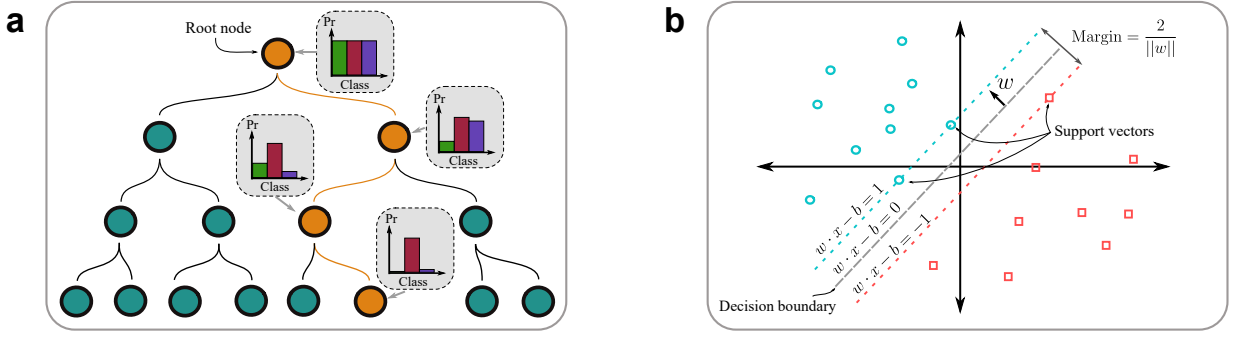 a
Root node
Pr
Class
Pr
Class
Pr
Class
Pr
Class
b
Margin = 2 / ||w||
w
Support vectors
w · x − b = 1
w · x − b = 0
w · x − b = −1
Decision boundary